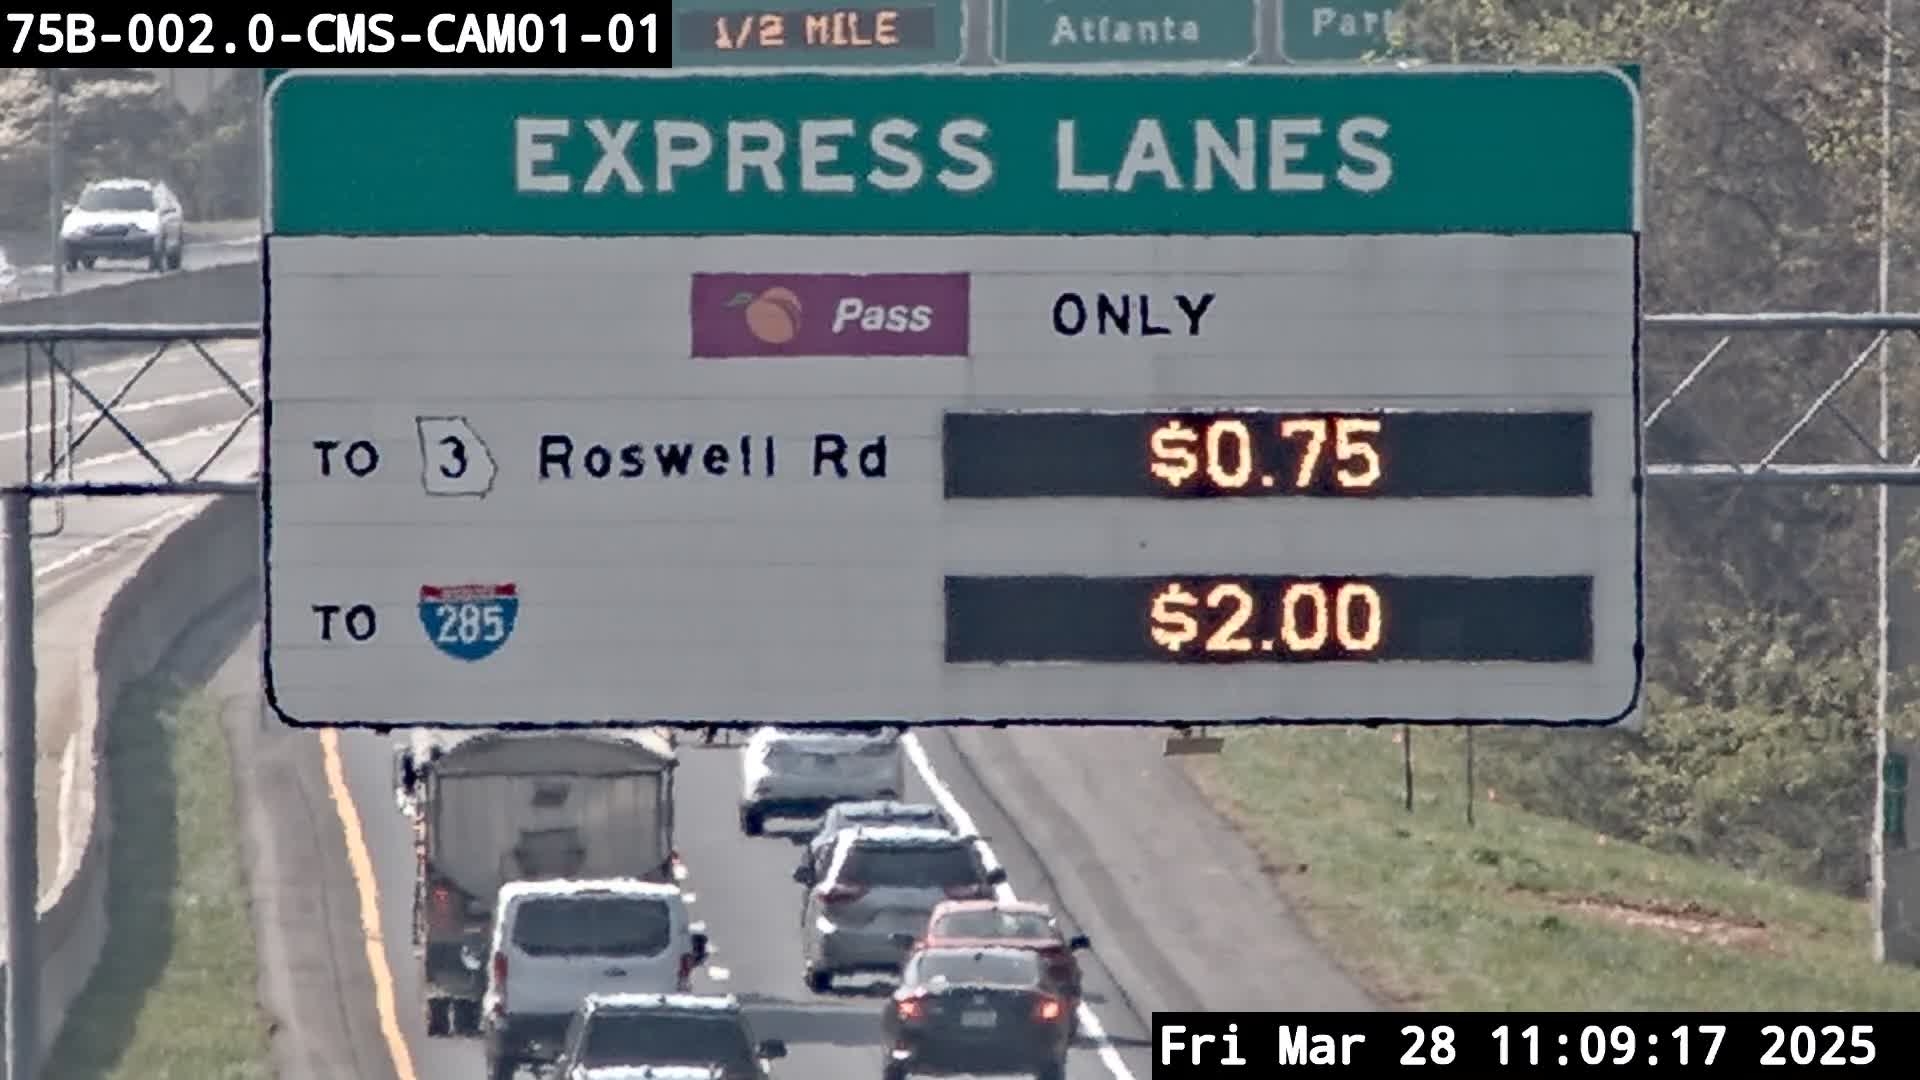 75B-002.0-CMS-CAM01-01
1/2 MILE
Atlanta
EXPRESS LANES
Pass ONLY
TO 3 Roswell Rd $0.75
TO 285 $2.00
Fri Mar 28 11:09:17 2025